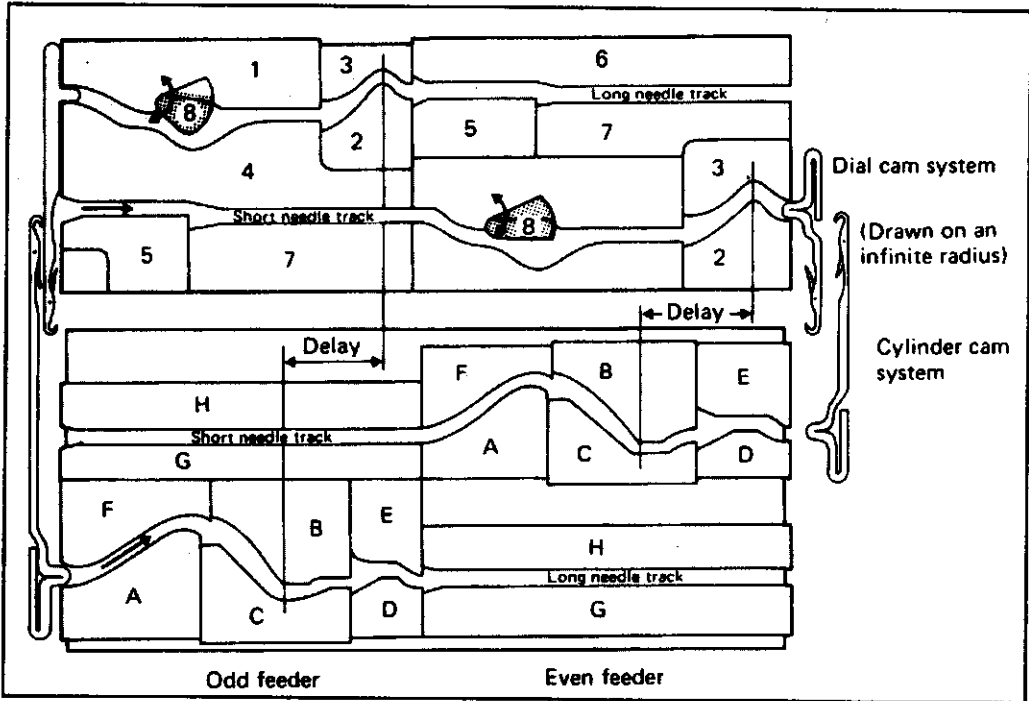 1
3
6
8
Long needle track
2
5
7
4
3
Dial cam system
Short needle track
8
(Drawn on an infinite radius)
5
7
2
Delay
Delay
F
B
E
Cylinder cam system
H
Short needle track
A
C
D
G
F
B
E
H
Long needle track
A
C
D
G
Odd feeder
Even feeder